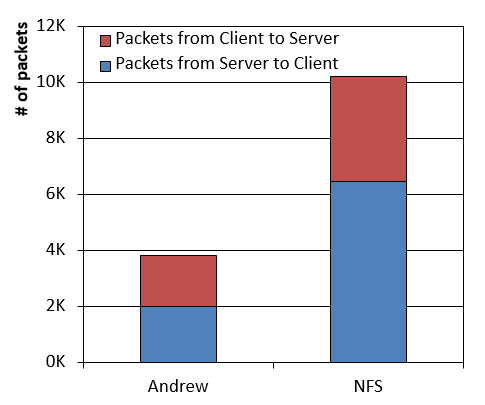 # of packets
12K
10K
8K
6K
4K
2K
0K
Packets from Client to Server
Packets from Server to Client
Andrew
NFS